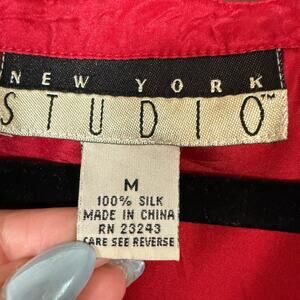 NEW YORK
STUDIO™
M
100% SILK
MADE IN CHINA
RN 23243
CARE SEE REVERSE